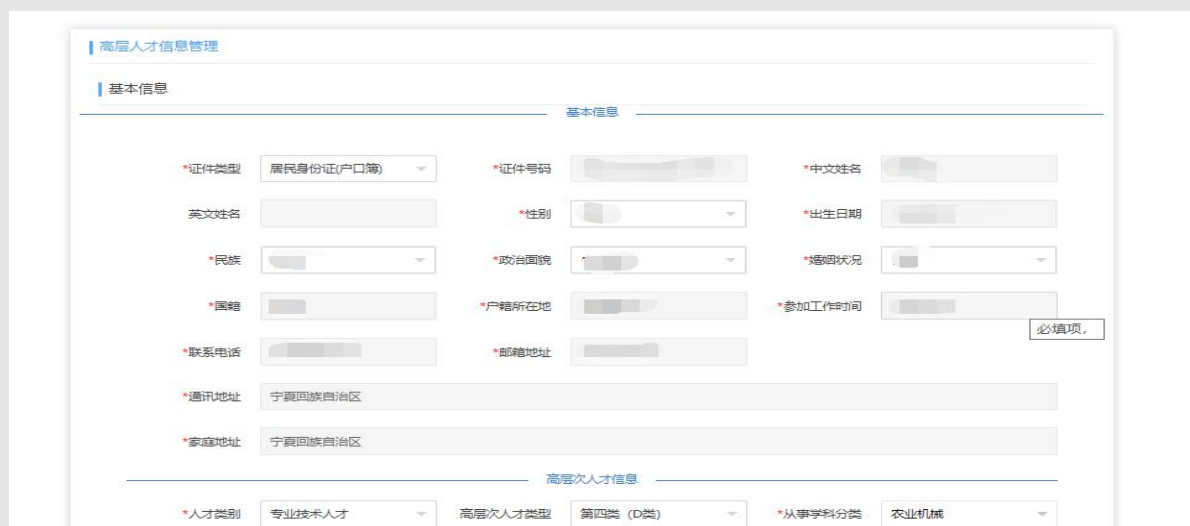 高层人才信息管理
基本信息
基本信息
*证件类型 居民身份证(户口簿) *证件号码 *中文姓名
英文姓名 *性别 *出生日期
*民族 *政治面貌 *婚姻状况
*国籍 *户籍所在地 *参加工作时间
必填项,
*联系电话 *邮箱地址
*通讯地址 宁夏回族自治区
*家庭地址 宁夏回族自治区
高层次人才信息
*人才类别 专业技术人才 高层次人才类型 第四类（D类） *从事学科分类 农业机械